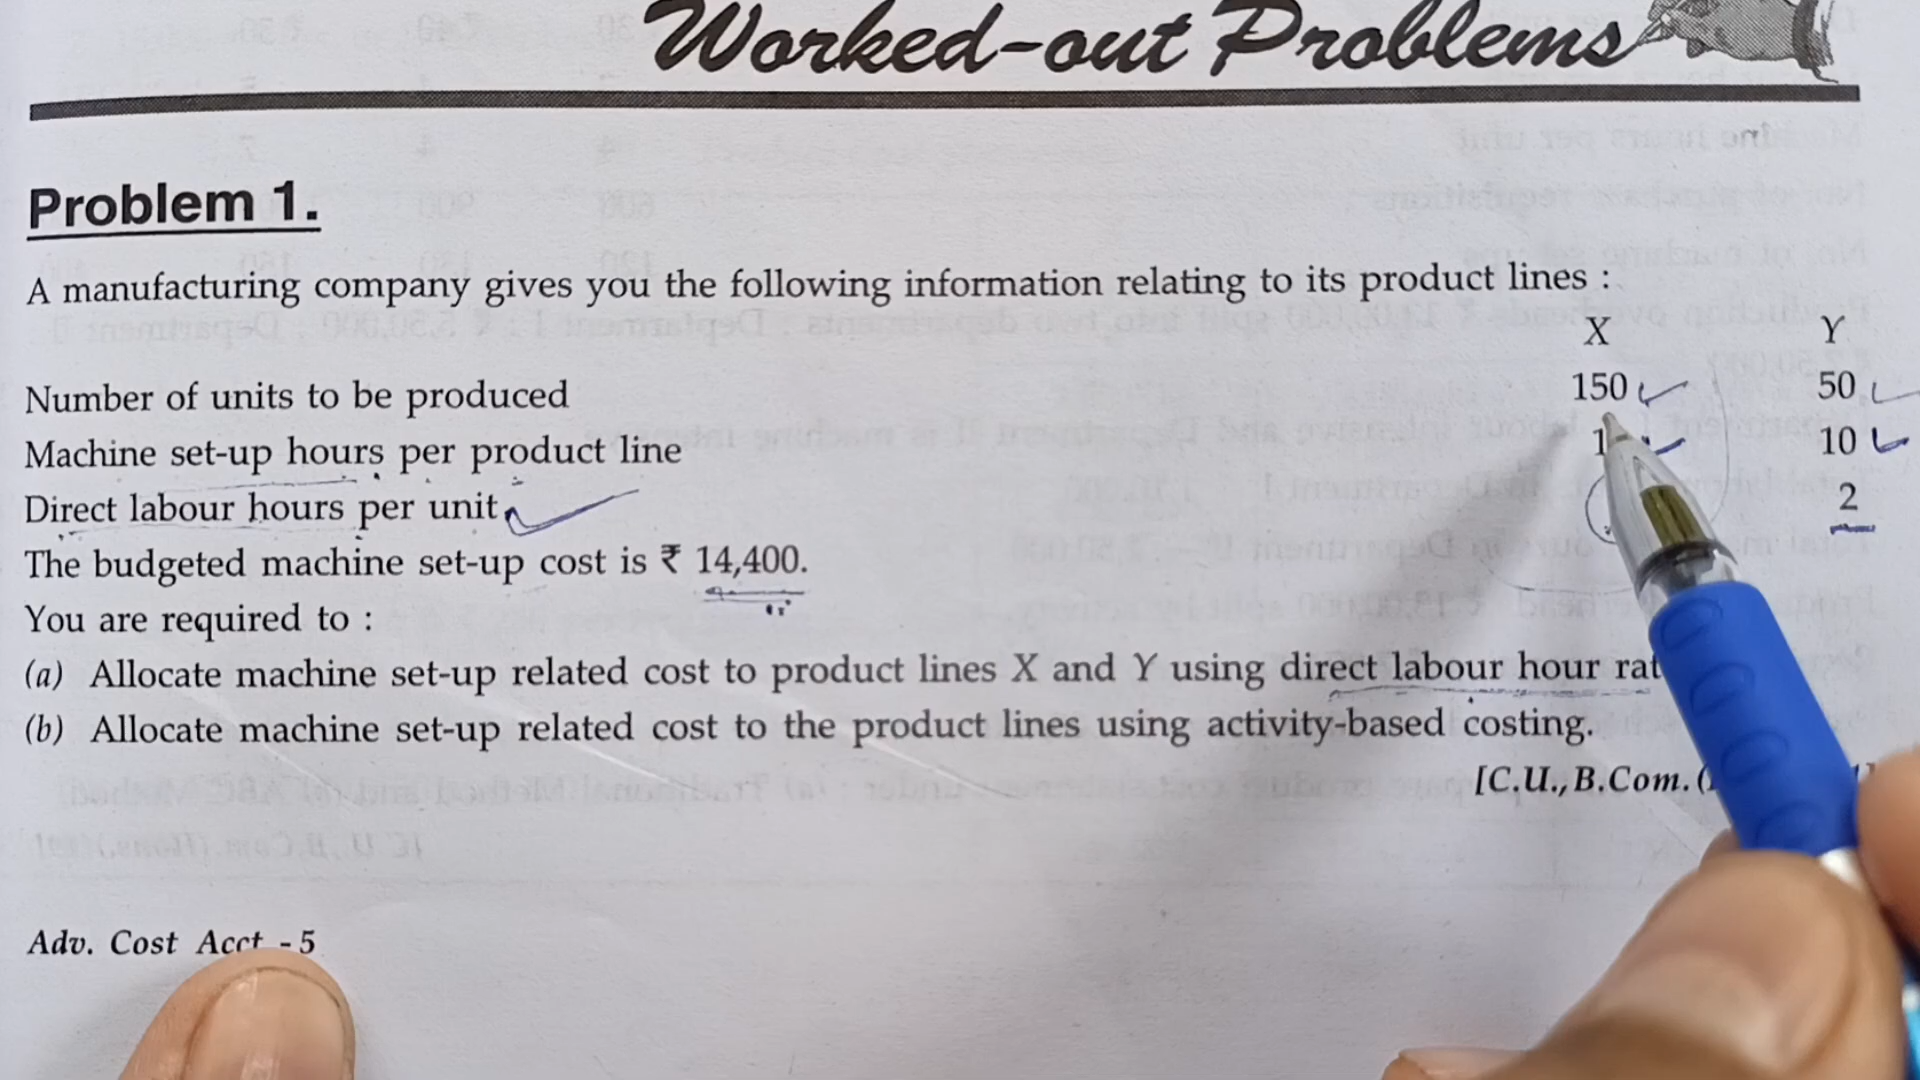 Worked-out Problems
Problem 1.
A manufacturing company gives you the following information relating to its product lines :
X Y
Number of units to be produced 150 50
Machine set-up hours per product line 10
Direct labour hours per unit 2
The budgeted machine set-up cost is ₹ 14,400.
You are required to :
(a) Allocate machine set-up related cost to product lines X and Y using direct labour hour
(b) Allocate machine set-up related cost to the product lines using activity-based costing.
[C.U., B.Com.
Adv. Cost Acct - 5